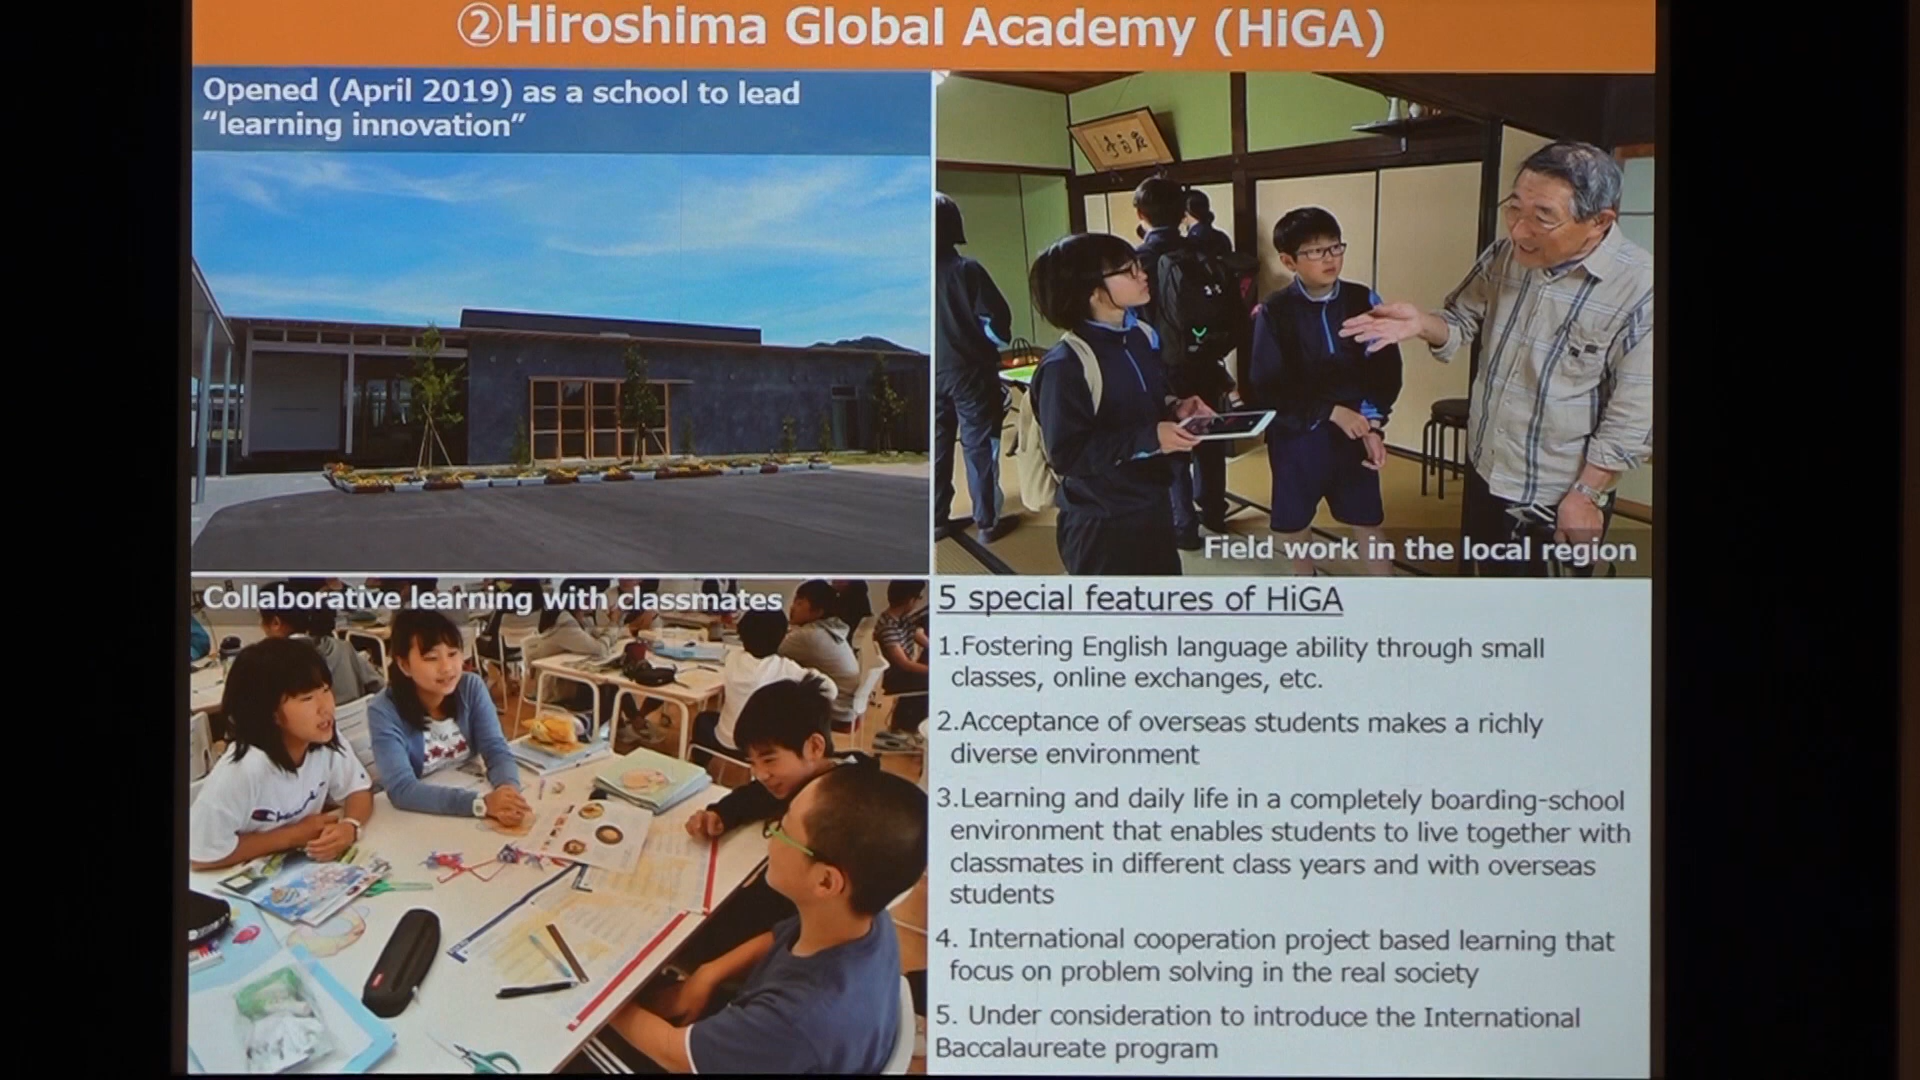 ②Hiroshima Global Academy (HiGA)
Opened (April 2019) as a school to lead
“learning innovation”
Field work in the local region
Collaborative learning with classmates
5 special features of HiGA
1.Fostering English language ability through small
classes, online exchanges, etc.
2.Acceptance of overseas students makes a richly
diverse environment
3.Learning and daily life in a completely boarding-school
environment that enables students to live together with
classmates in different class years and with overseas
students
4. International cooperation project based learning that
focus on problem solving in the real society
5. Under consideration to introduce the International
Baccalaureate program